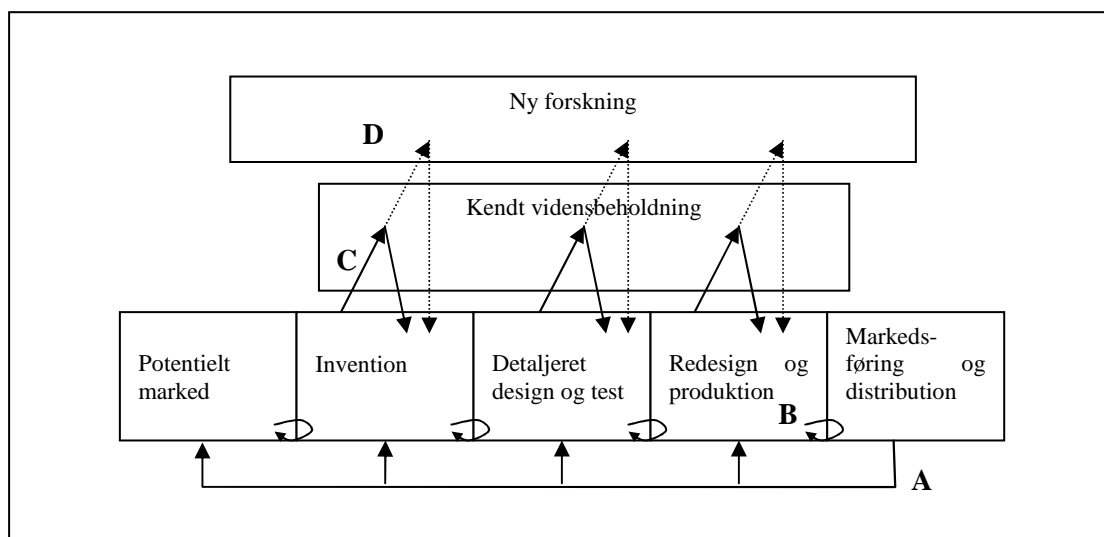 Ny forskning
D
Kendt vidensbeholdning
C
Potentielt
marked
Invention
Detaljeret
design og test
Redesign og
produktion
B
Markeds-
føring og
distribution
A